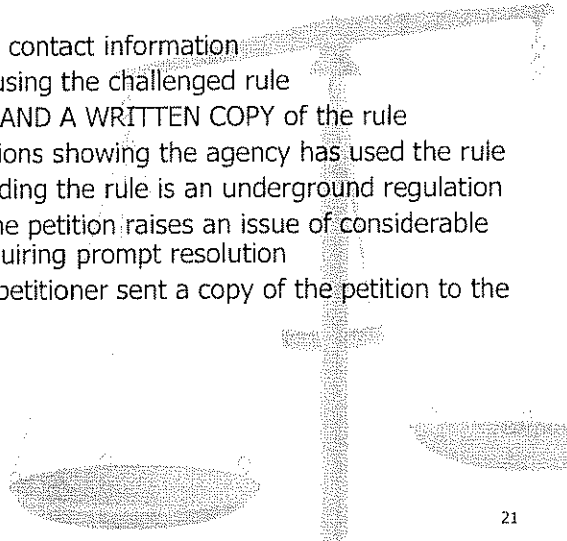 contact information
using the challenged rule
AND A WRITTEN COPY of the rule
ions showing the agency has used the rule
ding the rule is an underground regulation
he petition raises an issue of considerable
uiring prompt resolution
petitioner sent a copy of the petition to the
21